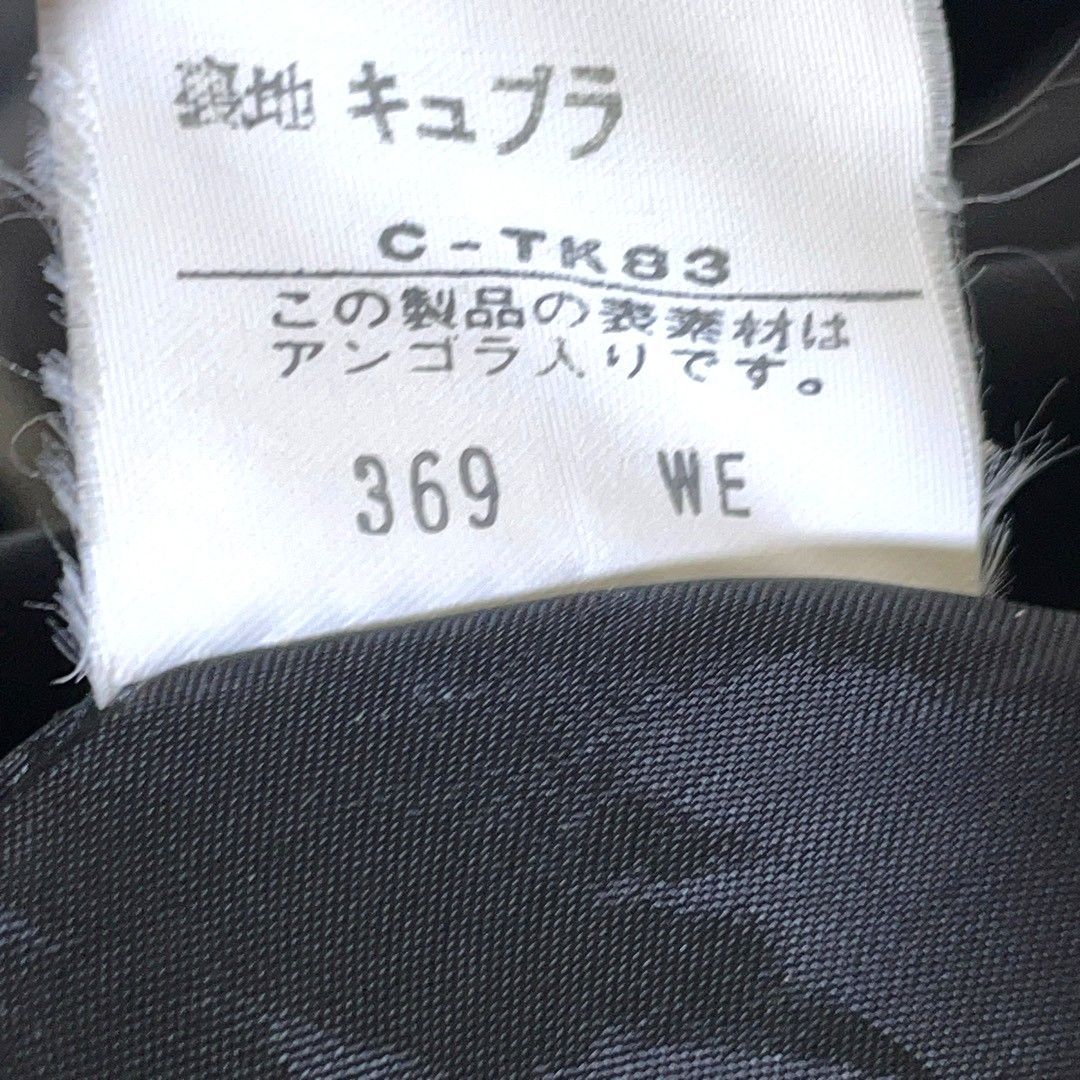 裏地 キュプラ
C-TK83
この製品の表素材は
アンゴラ入りです。
369 WE